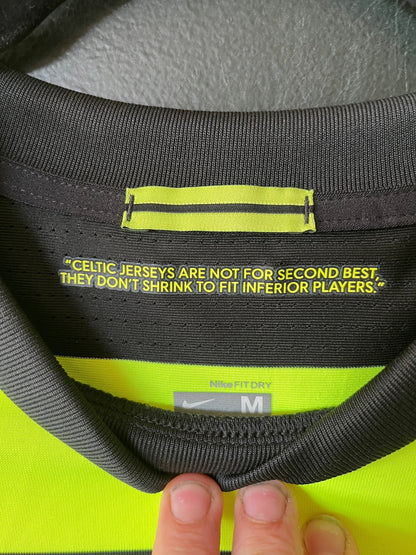 "CELTIC JERSEYS ARE NOT FOR SECOND BEST,
THEY DON'T SHRINK TO FIT INFERIOR PLAYERS."
Nike FIT DRY
M